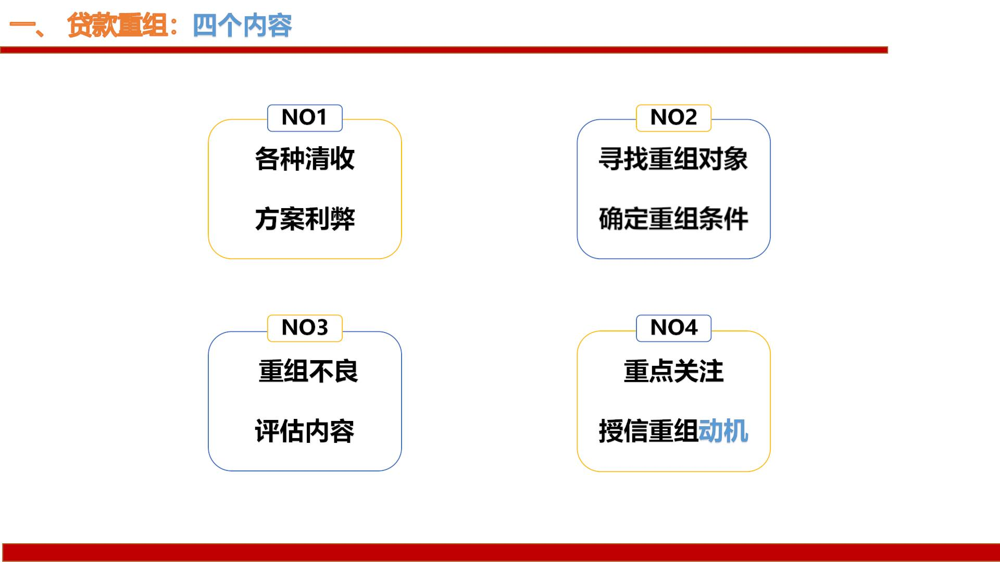 一、 贷款重组：四个内容
NO1
各种清收
方案利弊
NO2
寻找重组对象
确定重组条件
NO3
重组不良
评估内容
NO4
重点关注
授信重组动机